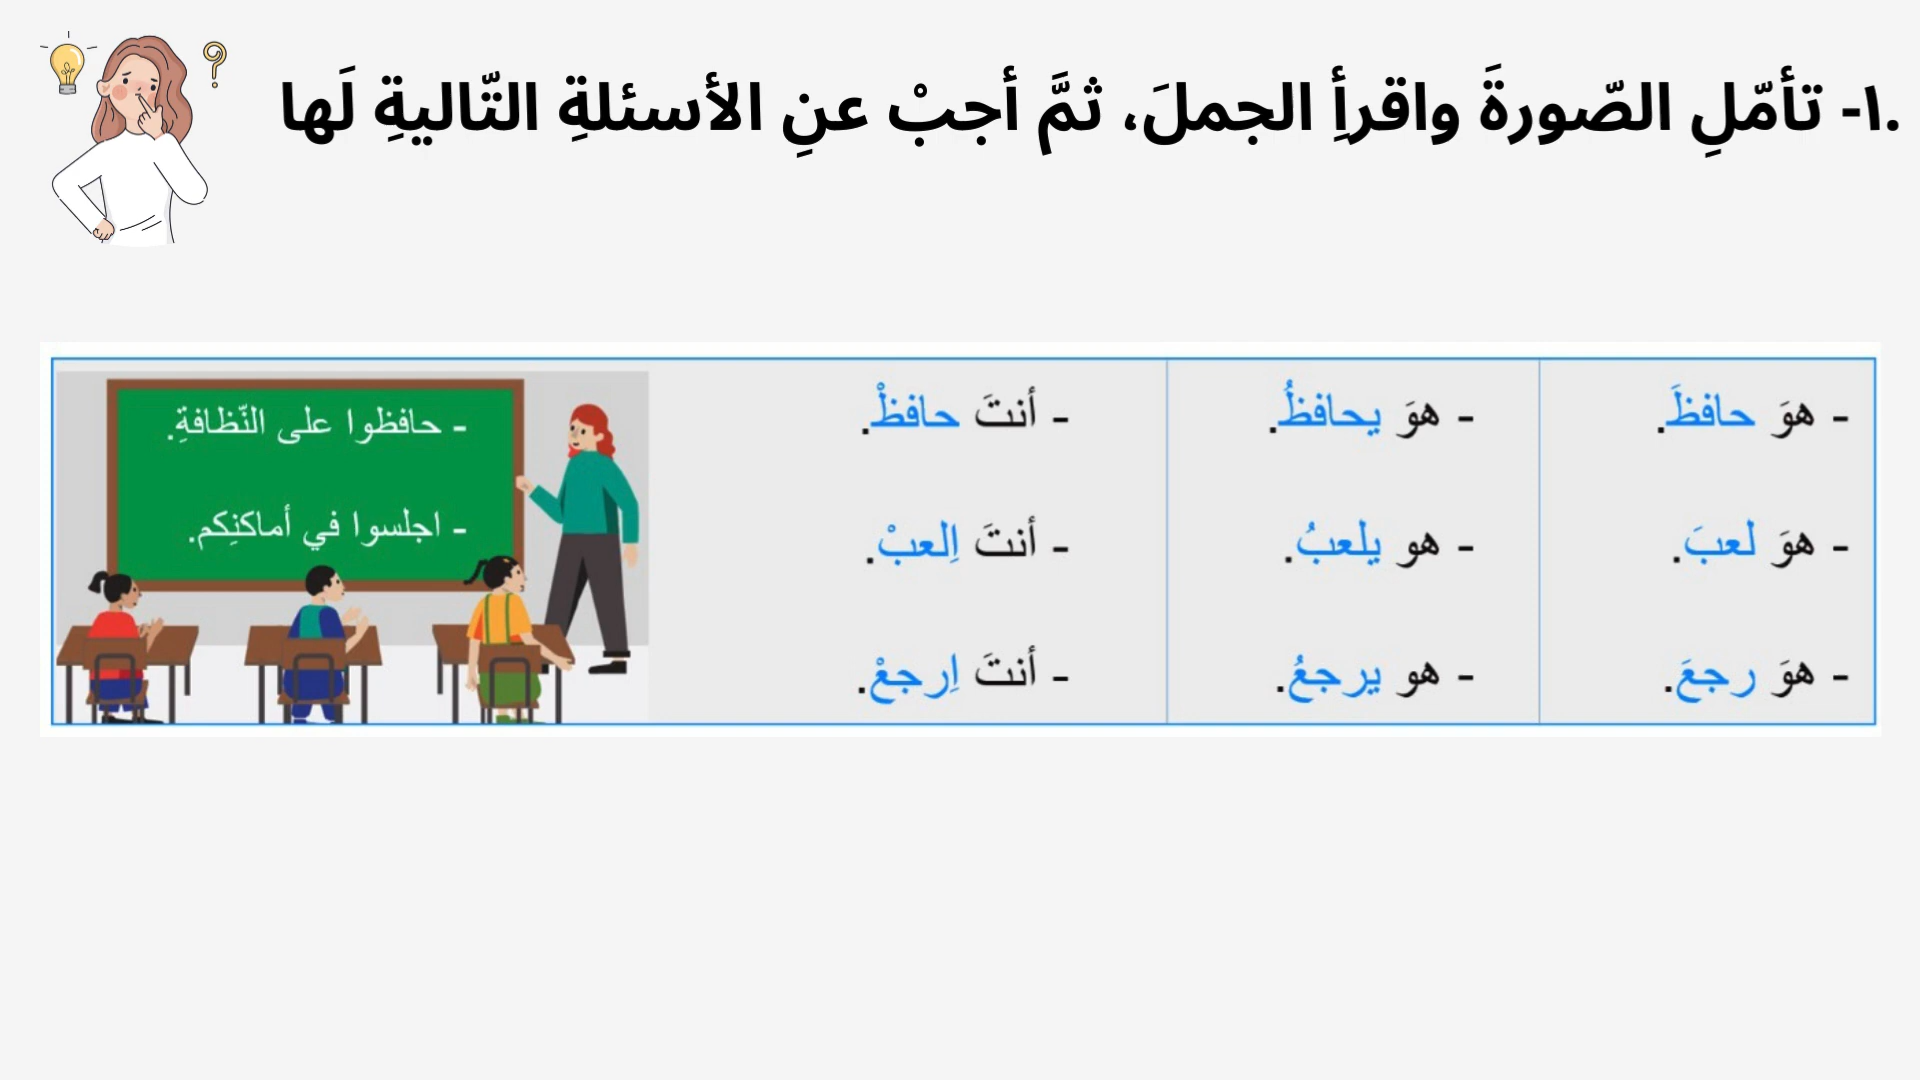 ١- تأمّلِ الصّورةَ واقرأِ الجملَ، ثمَّ أجبْ عنِ الأسئلةِ التّاليةِ لَها.
- هوَ حافظَ.
- هوَ لعبَ.
- هوَ رجعَ.
- هوَ يحافظُ.
- هو يلعبُ.
- هو يرجعُ.
- أنتَ حافظْ.
- أنتَ اِلعبْ.
- أنتَ اِرجعْ.
- حافظوا على النّظافةِ.
- اجلسوا في أماكنِكم.
?